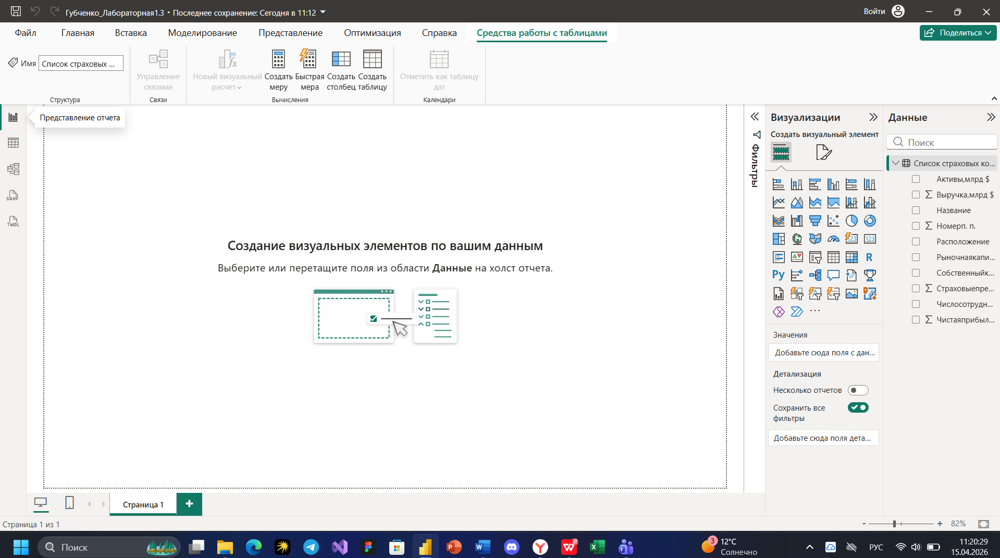 Губченко_Лабораторная1.3 • Последнее сохранение: Сегодня в 11:12
Войти
Файл
Главная
Вставка
Моделирование
Представление
Оптимизация
Справка
Средства работы с таблицами
Поделиться
Имя
Список страховых ...
Структура
Управление
связями
Связи
Новый визуальный
расчет
Создать
меру
Быстрая
мера
Создать
столбец
Создать
таблицу
Вычисления
Отметить как таблицу
дат
Календари
Представление отчета
DAX
TMDL
Создание визуальных элементов по вашим данным
Выберите или перетащите поля из области Данные на холст отчета.
Фильтры
Визуализации
Создать визуальный элемент
123
123
R
Py
Значения
Добавьте сюда поля с дан...
Детализация
Несколько отчетов
Сохранить все
фильтры
Добавьте сюда поля дета...
Данные
Поиск
Список страховых ко...
Активы,млрд $
Σ Выручка,млрд $
Название
Σ Номерп. п.
Расположение
Рыночнаякапи...
Собственныйк...
Σ Страховыепре...
Числосотрудн...
Σ Чистаяприбыл...
Страница 1
+
Страница 1 из 1
- + 82%
Поиск
3
12°C
Солнечно
РУС
11:20:29
15.04.2026